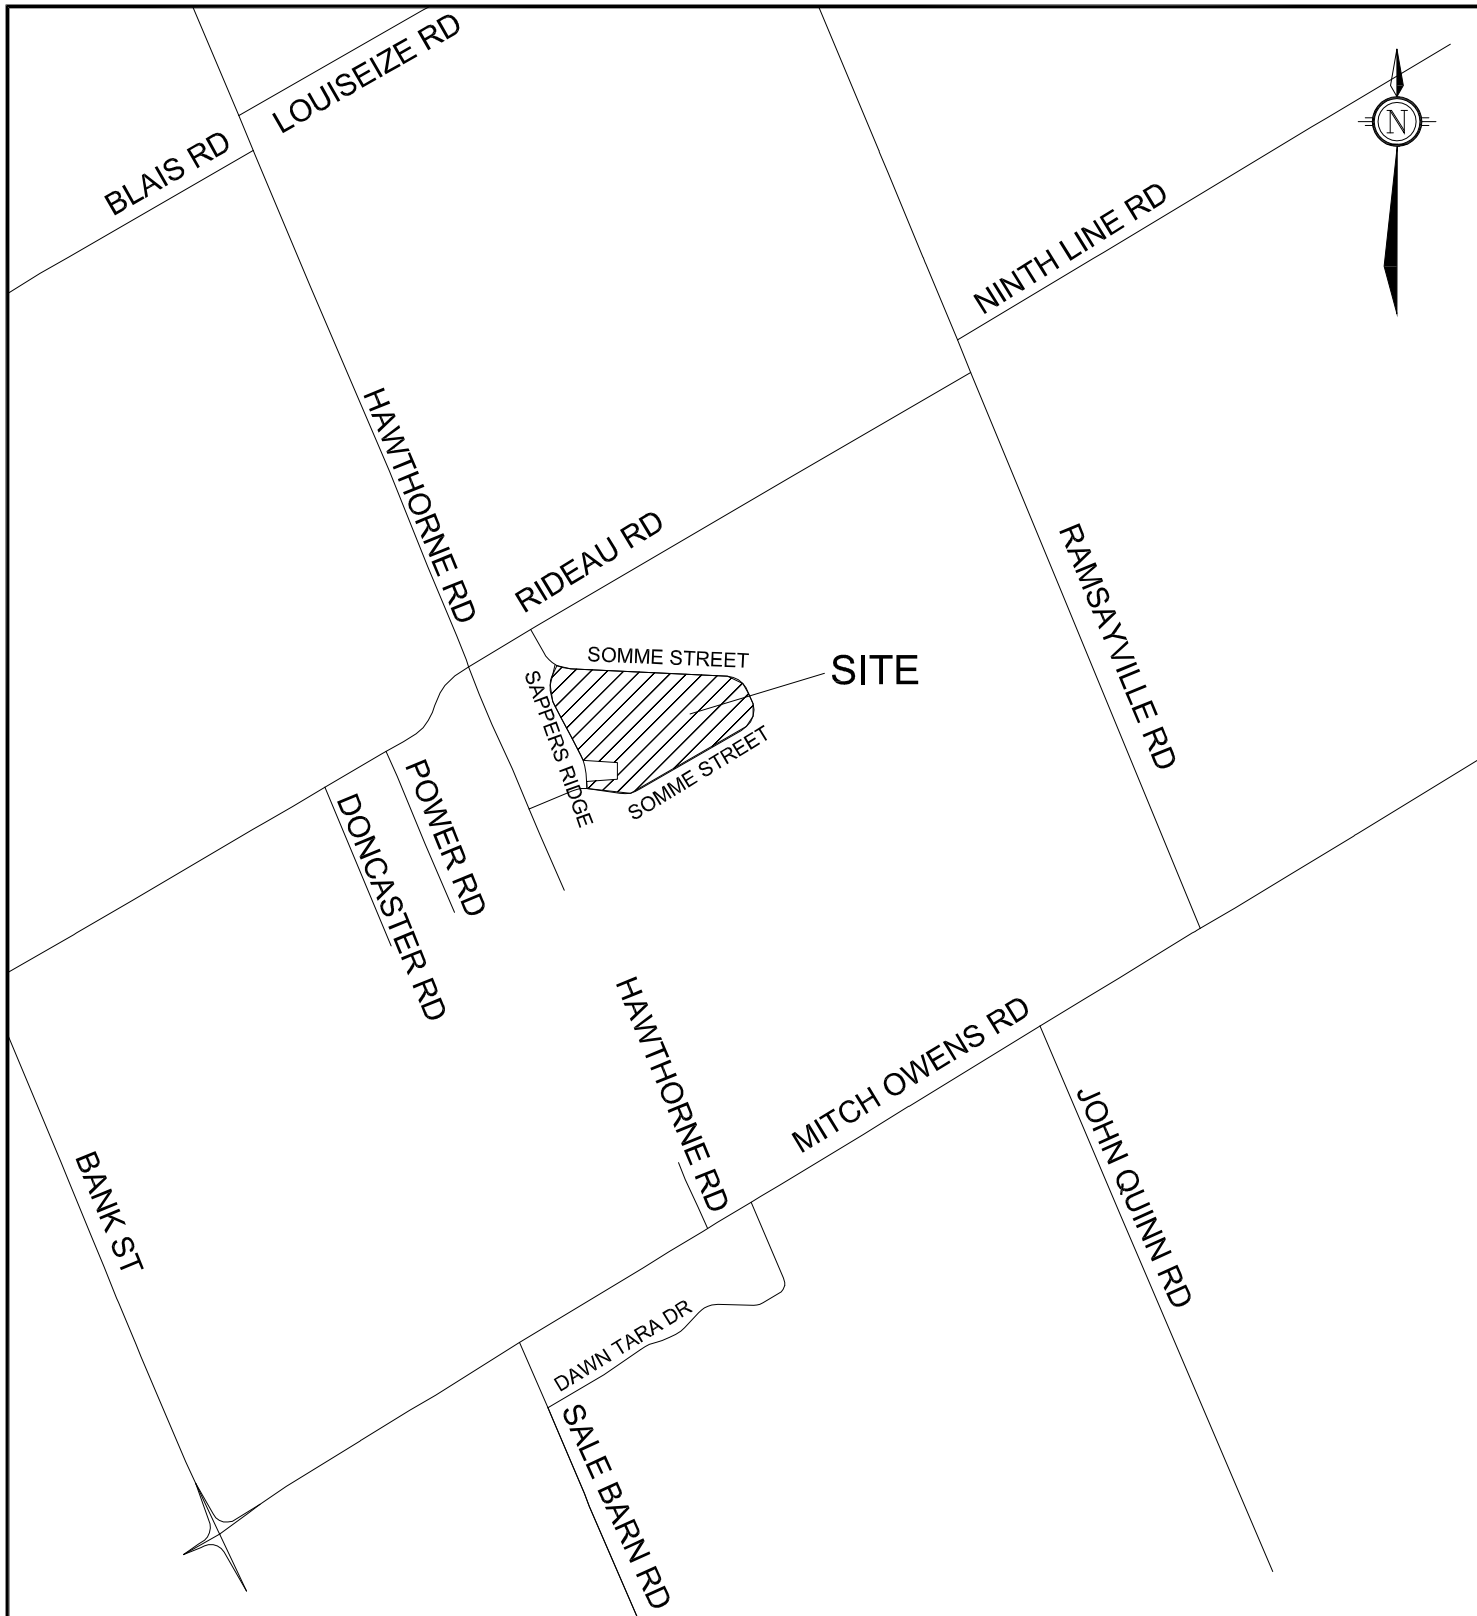 LOUISEIZE RD
BLAIS RD
N
NINTH LINE RD
HAWTHORNE RD
RIDEAU RD
RAMSAYVILLE RD
SOMME STREET
SITE
SAPPERS RIDGE
SOMME STREET
POWER RD
DONCASTER RD
HAWTHORNE RD
MITCH OWENS RD
JOHN QUINN RD
BANK ST
DAWN TARA DR
SALE BARN RD